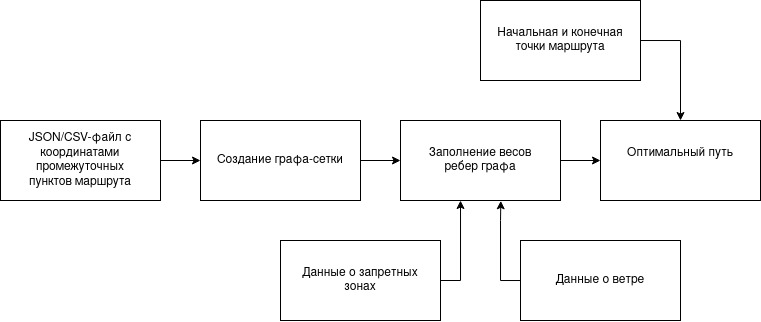 Начальная и конечная
точки маршрута
JSON/CSV-файл с
координатами
промежуточных
пунктов маршрута
Создание графа-сетки
Заполнение весов
ребер графа
Оптимальный путь
Данные о запретных
зонах
Данные о ветре